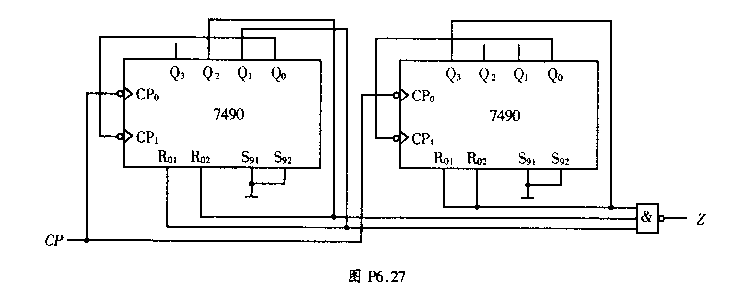 Q₃ Q₂ Q₁ Q₀
CP₀
7490
CP₁
R₀₁ R₀₂ S₉₁ S₉₂
Q₃ Q₂ Q₁ Q₀
CP₀
7490
CP₁
R₀₁ R₀₂ S₉₁ S₉₂
&
Z
CP
图 P6.27